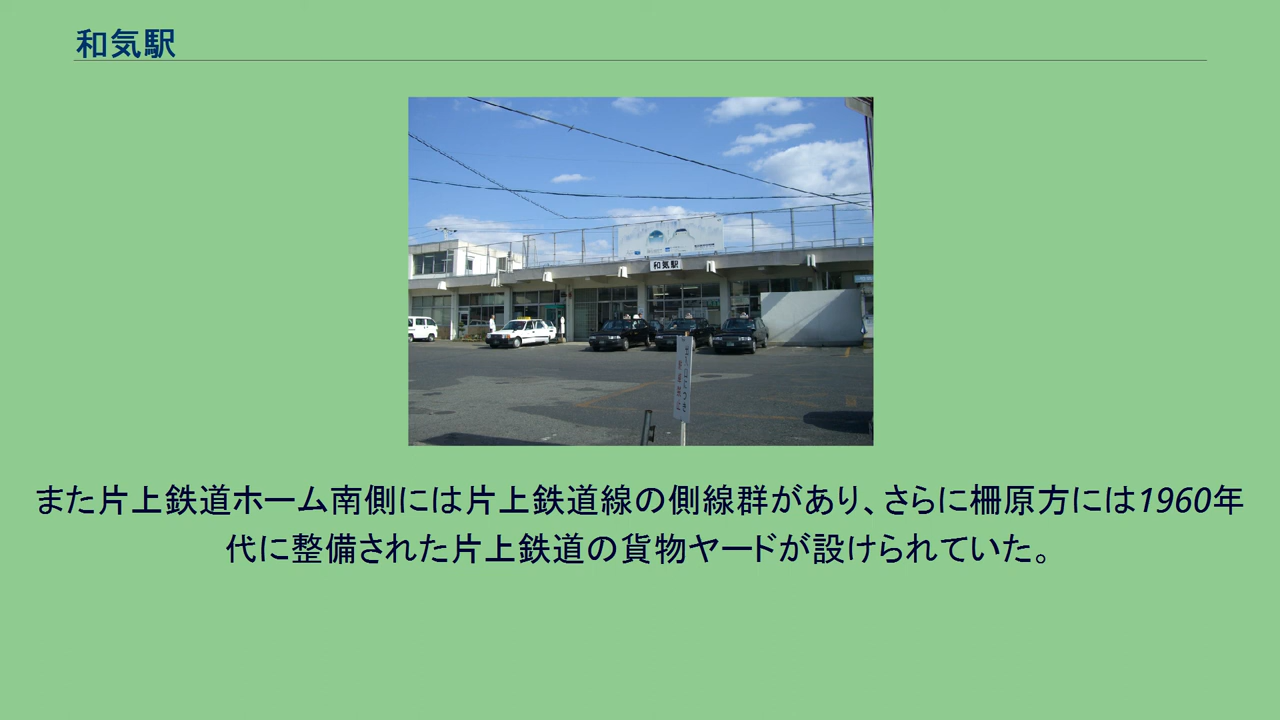 和気駅
和気駅
また片上鉄道ホーム南側には片上鉄道線の側線群があり、さらに柵原方には1960年
代に整備された片上鉄道の貨物ヤードが設けられていた。